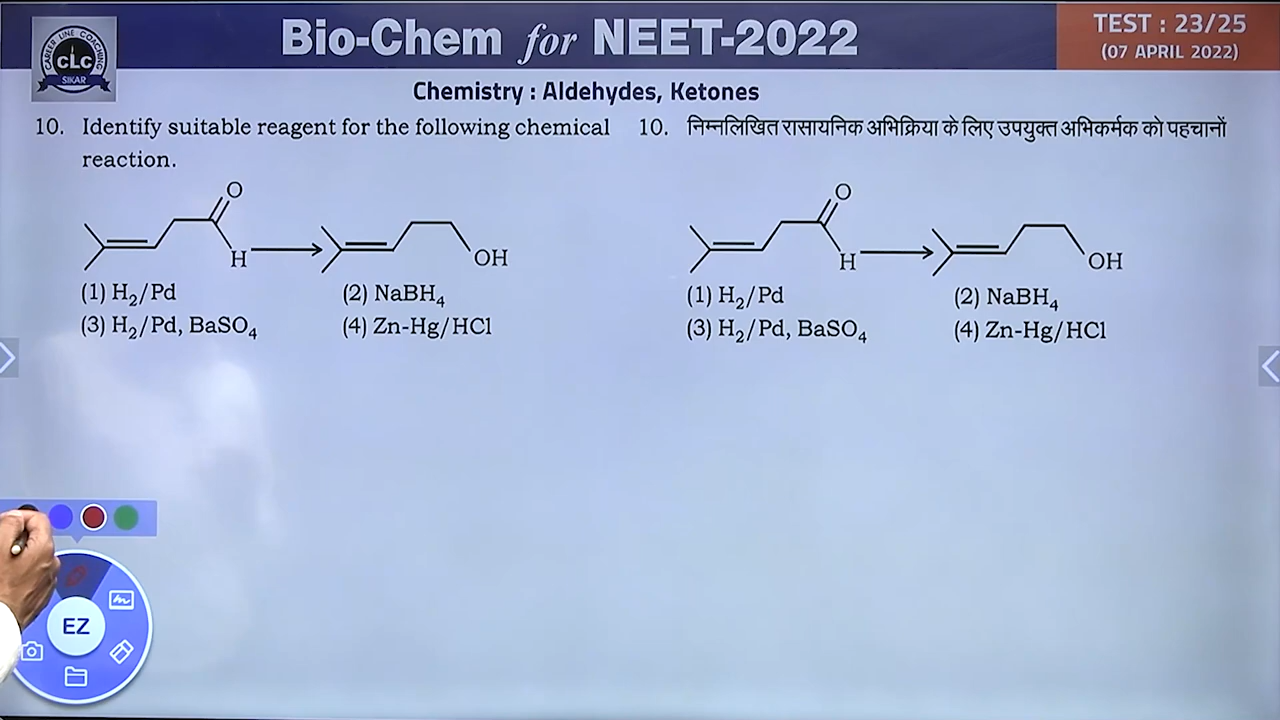 CAREER LINE COACHING
CLC
SIKAR
Bio-Chem for NEET-2022
TEST : 23/25
(07 APRIL 2022)
Chemistry : Aldehydes, Ketones
10. Identify suitable reagent for the following chemical
reaction.
O
H
OH
(1) H₂/Pd (2) NaBH₄
(3) H₂/Pd, BaSO₄ (4) Zn-Hg/HCl
10. निम्नलिखित रासायनिक अभिक्रिया के लिए उपयुक्त अभिकर्मक को पहचानों
O
H
OH
(1) H₂/Pd (2) NaBH₄
(3) H₂/Pd, BaSO₄ (4) Zn-Hg/HCl
EZ